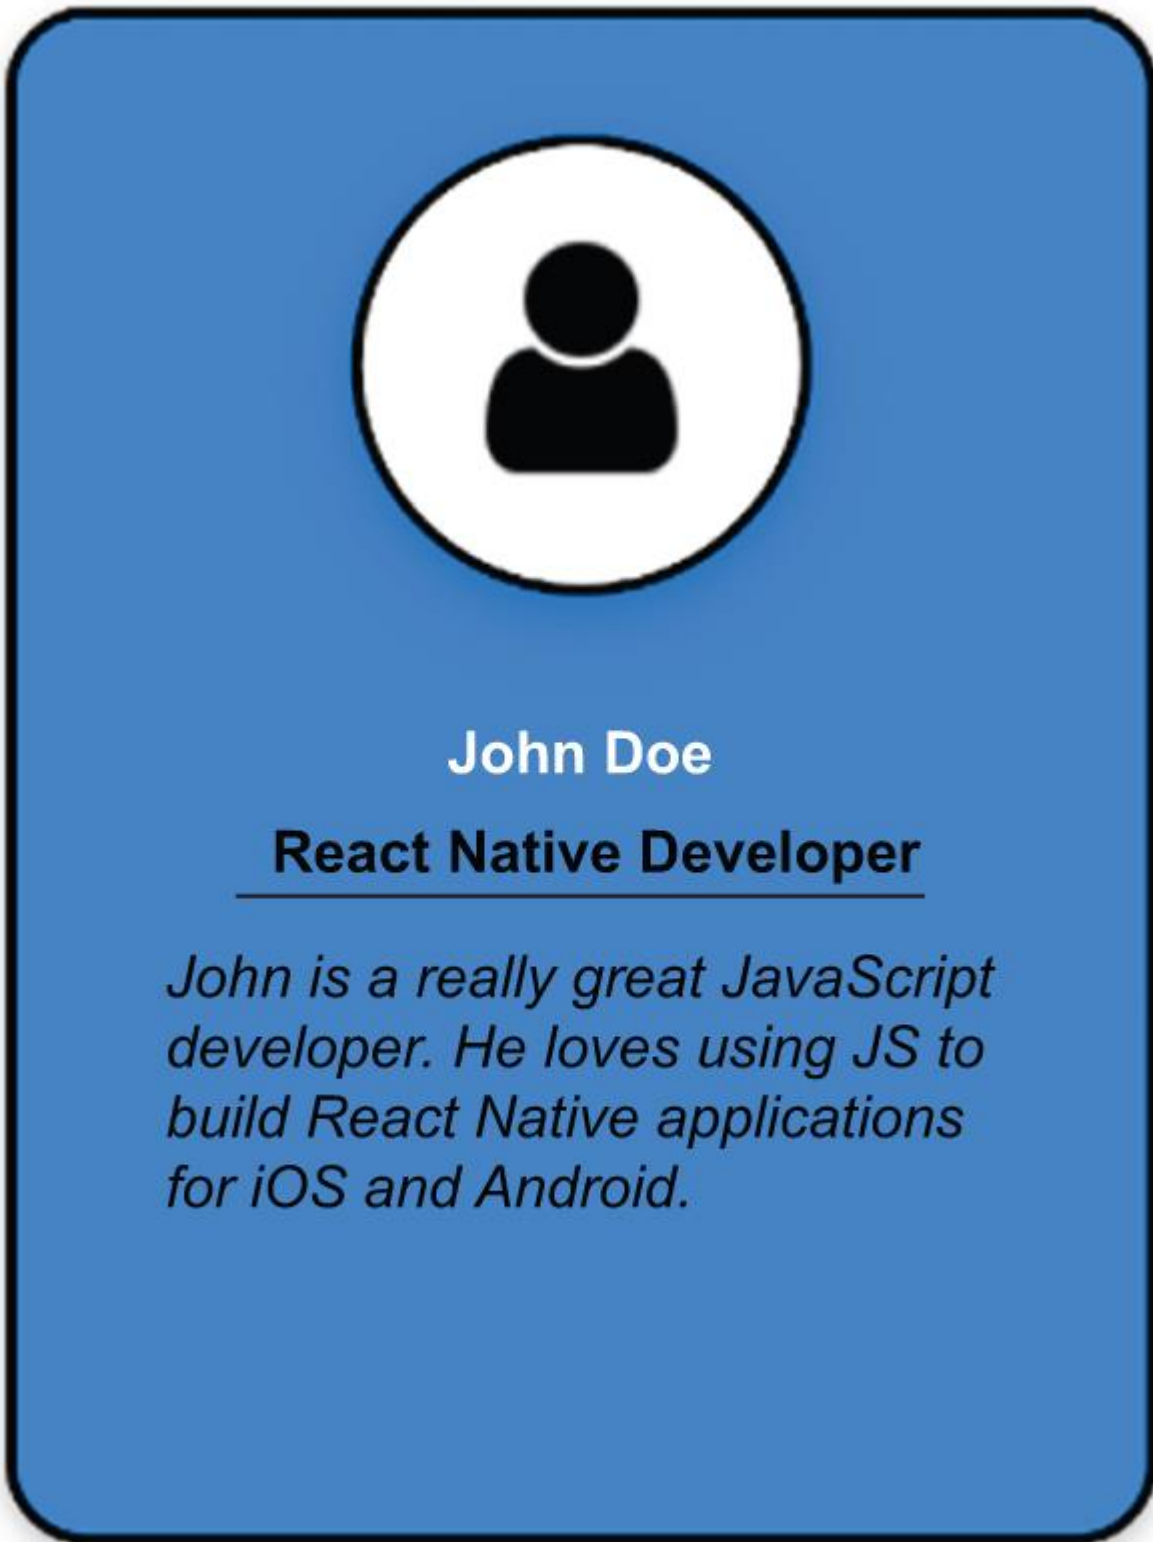 John Doe
React Native Developer
John is a really great JavaScript
developer. He loves using JS to
build React Native applications
for iOS and Android.